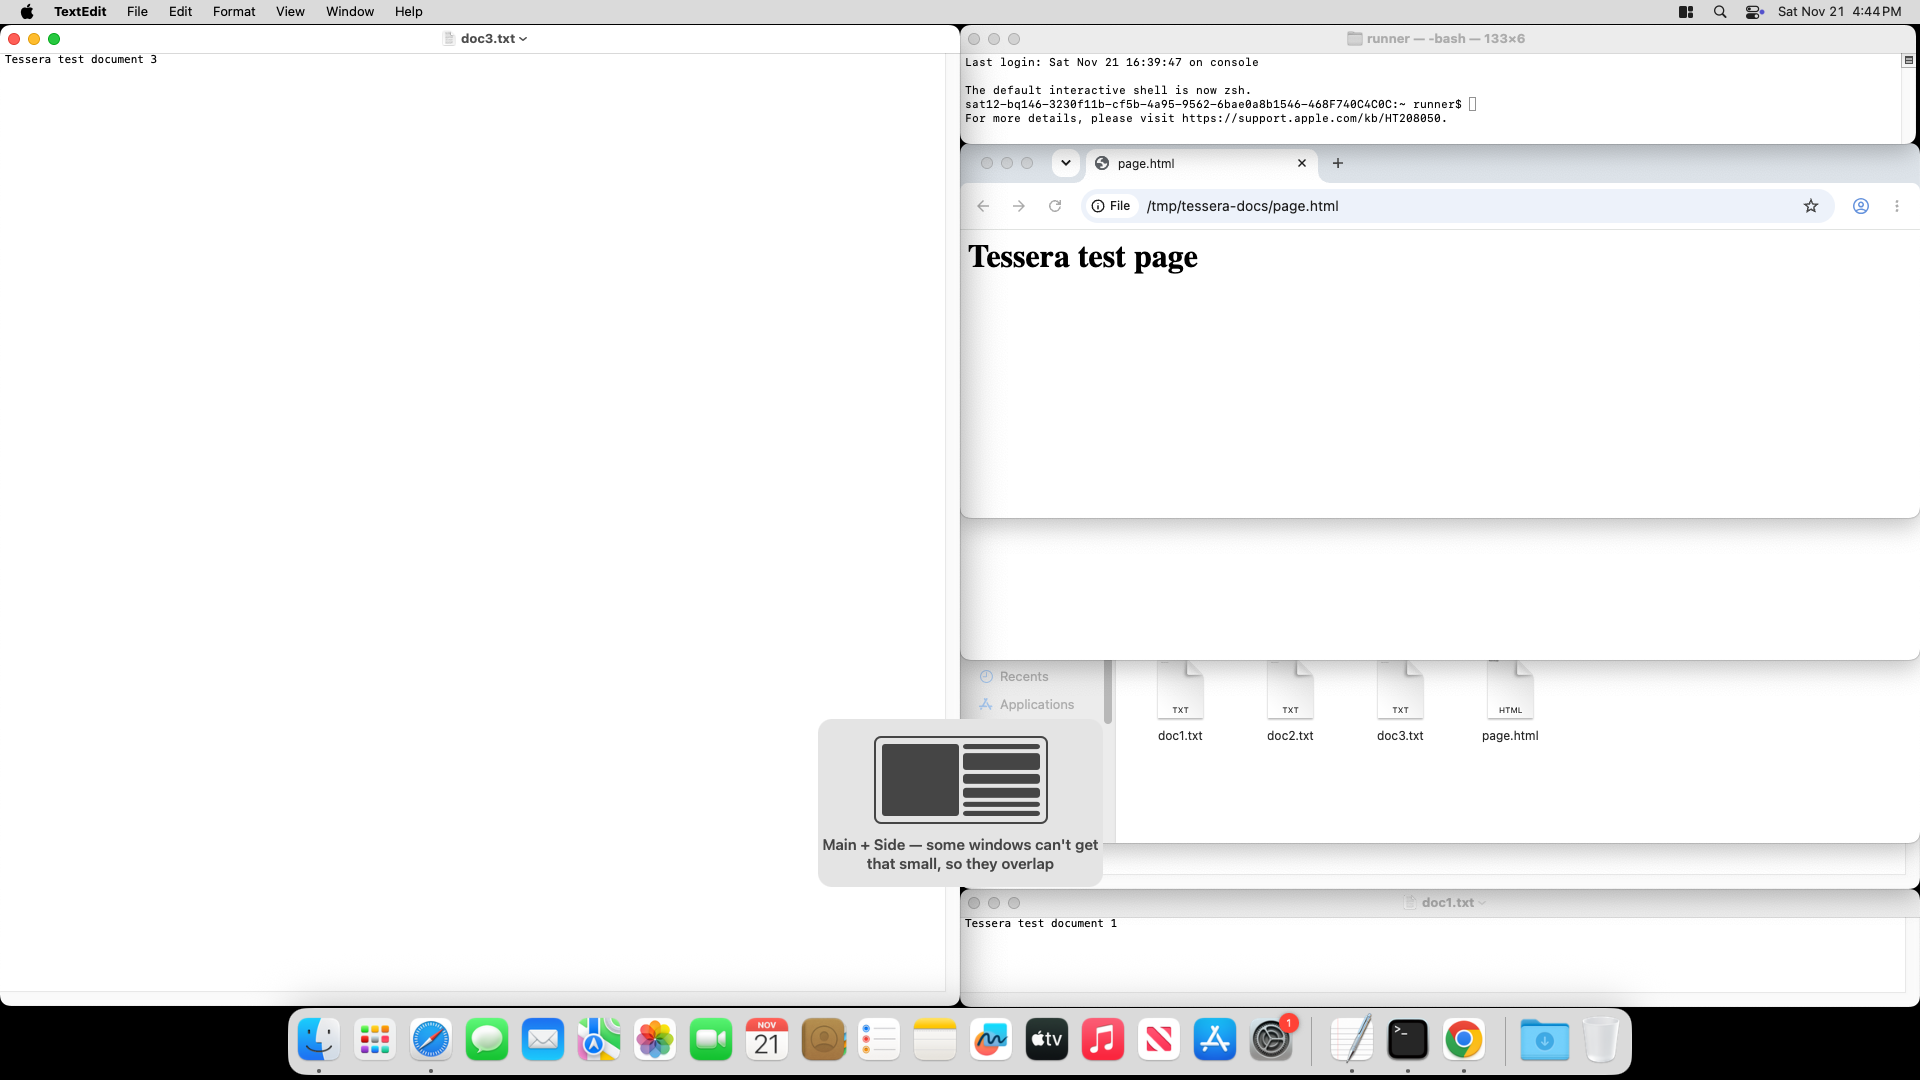 TextEdit File Edit Format View Window Help
Sat Nov 21 4:44 PM
doc3.txt
Tessera test document 3
runner — -bash — 133×6
Last login: Sat Nov 21 16:39:47 on console
The default interactive shell is now zsh.
sat12-bq146-3230f11b-cf5b-4a95-9562-6bae0a8b1546-468F740C4C0C:~ runner$
For more details, please visit https://support.apple.com/kb/HT208050.
page.html
File /tmp/tessera-docs/page.html
Tessera test page
Recents
Applications
TXT TXT TXT HTML
doc1.txt doc2.txt doc3.txt page.html
Main + Side — some windows can't get
that small, so they overlap
doc1.txt
Tessera test document 1
NOV
21
tv
1
>_